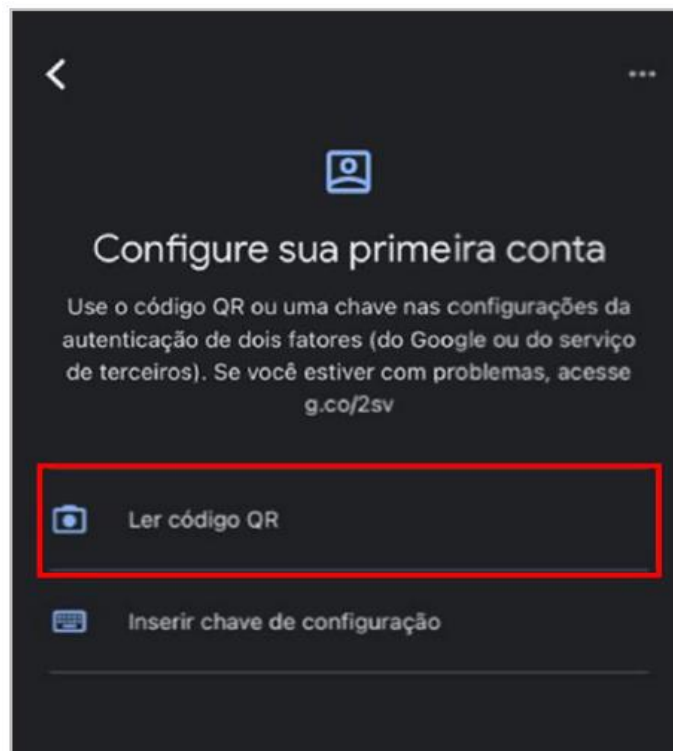 Configure sua primeira conta
Use o código QR ou uma chave nas configurações da
autenticação de dois fatores (do Google ou do serviço
de terceiros). Se você estiver com problemas, acesse
g.co/2sv
Ler código QR
Inserir chave de configuração